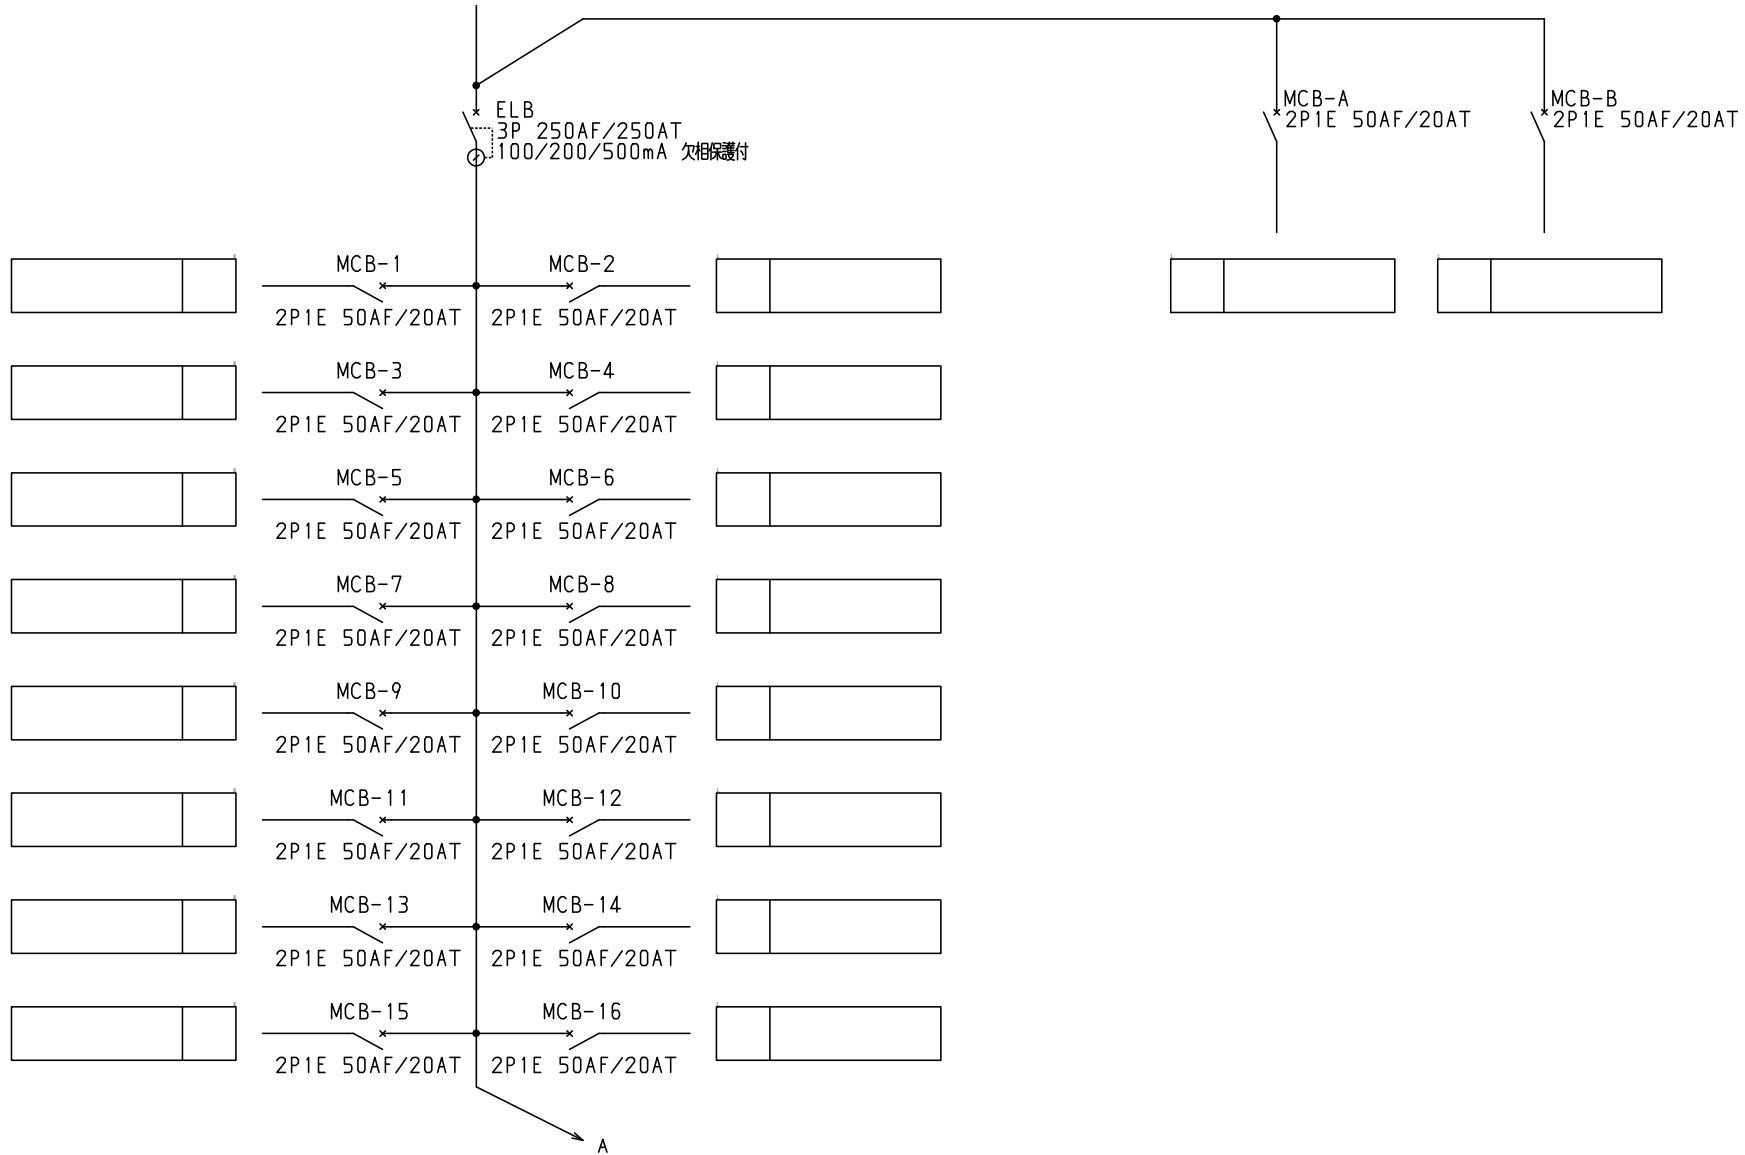 ELB
3P 250AF/250AT
100/200/500mA 欠相保護付
MCB-A
2P1E 50AF/20AT
MCB-B
2P1E 50AF/20AT
MCB-1
2P1E 50AF/20AT
MCB-2
2P1E 50AF/20AT
MCB-3
2P1E 50AF/20AT
MCB-4
2P1E 50AF/20AT
MCB-5
2P1E 50AF/20AT
MCB-6
2P1E 50AF/20AT
MCB-7
2P1E 50AF/20AT
MCB-8
2P1E 50AF/20AT
MCB-9
2P1E 50AF/20AT
MCB-10
2P1E 50AF/20AT
MCB-11
2P1E 50AF/20AT
MCB-12
2P1E 50AF/20AT
MCB-13
2P1E 50AF/20AT
MCB-14
2P1E 50AF/20AT
MCB-15
2P1E 50AF/20AT
MCB-16
2P1E 50AF/20AT
A